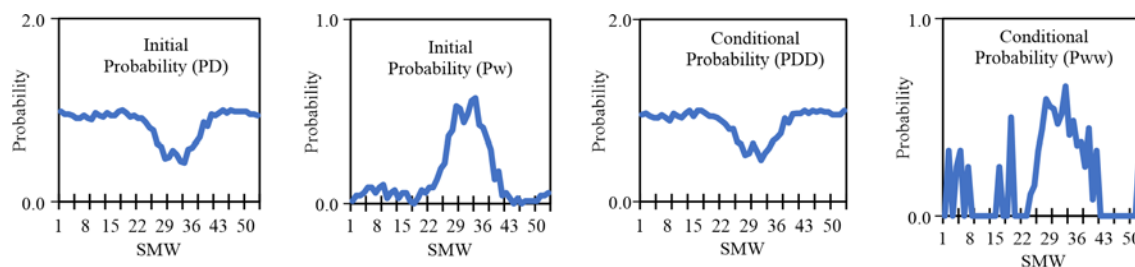 2.0
Initial
Probability (PD)
Probability
0.0
1 8 15 22 29 36 43 50
SMW
1.0
Initial
Probability (Pw)
Probability
0.0
1 8 15 22 29 36 43 50
SMW
2.0
Conditional
Probability (PDD)
Probability
0.0
1 8 15 22 29 36 43 50
SMW
1.0
Conditional
Probability (Pww)
Probability
0.0
1 8 15 22 29 36 43 50
SMW